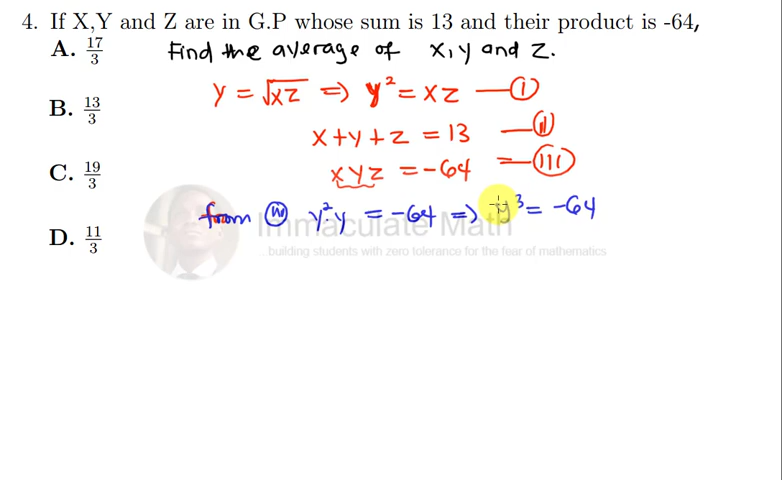 4. If X,Y and Z are in G.P whose sum is 13 and their product is -64,
A. 17/3 Find the average of x, y and z.
y = √xz => y² = xz —(i)
B. 13/3
x + y + z = 13 —(ii)
C. 19/3
xyz = -64 —(iii)
from (iii) y².y = -64 => y³ = -64
Immaculate Math
D. 11/3
. building students with zero tolerance for the fear of mathematics